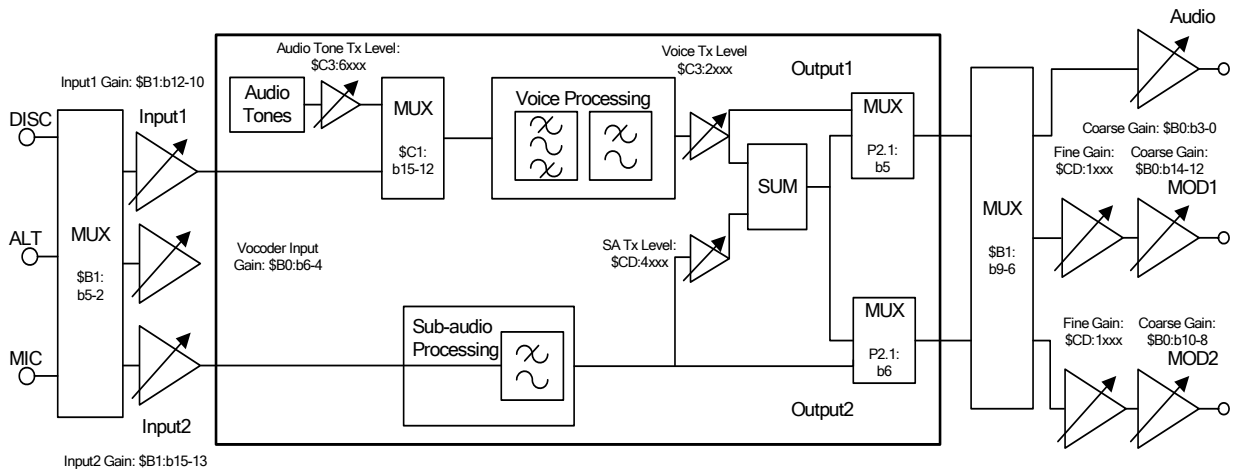 Audio
Audio Tone Tx Level:
$C3:6xxx
Voice Tx Level
$C3:2xxx
Output1
Input1 Gain: $B1:b12-10
Audio
Tones
MUX
$C1:
b15-12
Voice Processing
MUX
P2.1:
b5
DISC
Input1
Coarse Gain: $B0:b3-0
Fine Gain:
$CD:1xxx
Coarse Gain:
$B0:b14-12
MOD1
SUM
MUX
$B1:
b5-2
ALT
Vocoder Input
Gain: $B0:b6-4
SA Tx Level:
$CD:4xxx
MUX
$B1:
b9-6
Sub-audio
Processing
MUX
P2.1:
b6
Fine Gain:
$CD:1xxx
Coarse Gain:
$B0:b10-8
MOD2
MIC
Output2
Input2
Input2 Gain: $B1:b15-13